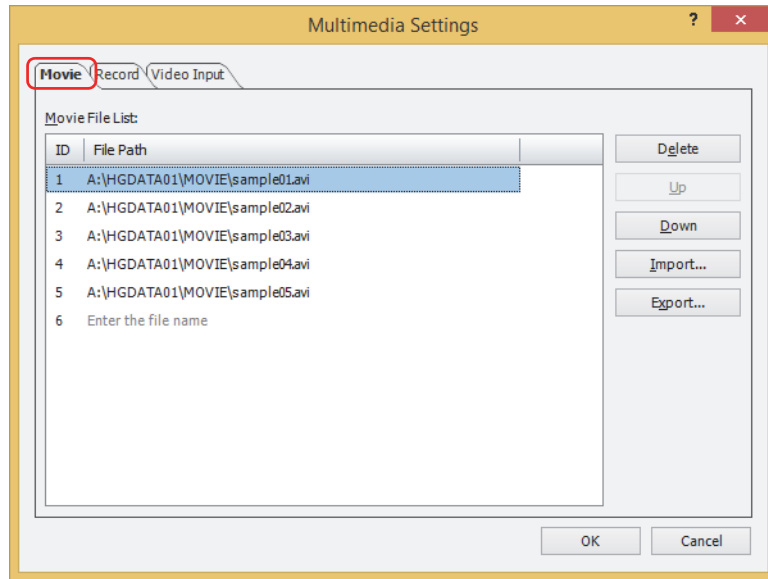 Multimedia Settings
?
×
Movie Record Video Input
Movie File List:
ID File Path
Delete
1 A:\HGDATA01\MOVIE\sample01.avi
Up
2 A:\HGDATA01\MOVIE\sample02.avi
Down
3 A:\HGDATA01\MOVIE\sample03.avi
4 A:\HGDATA01\MOVIE\sample04.avi
Import...
5 A:\HGDATA01\MOVIE\sample05.avi
Export...
6 Enter the file name
OK Cancel